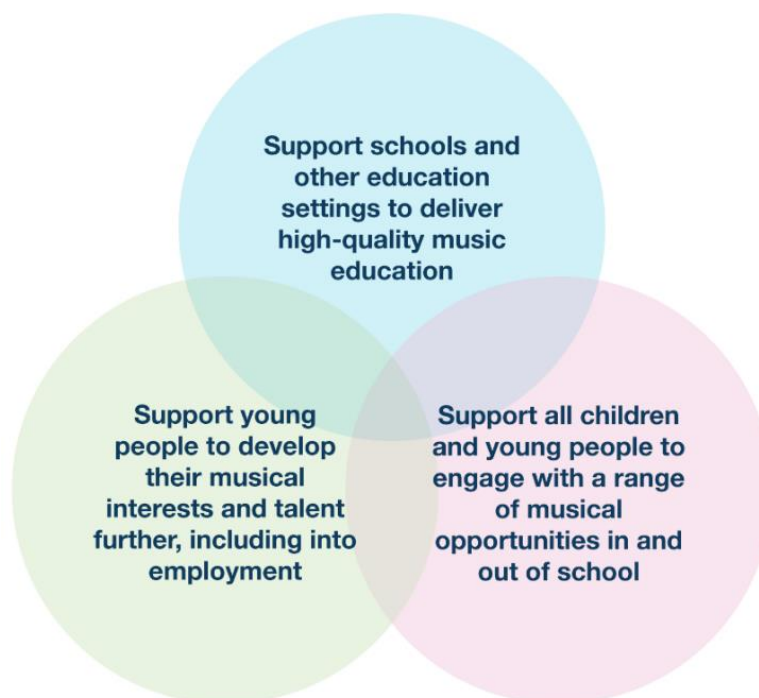 Support schools and
other education
settings to deliver
high-quality music
education
Support young
people to develop
their musical
interests and talent
further, including into
employment
Support all children
and young people to
engage with a range
of musical
opportunities in and
out of school